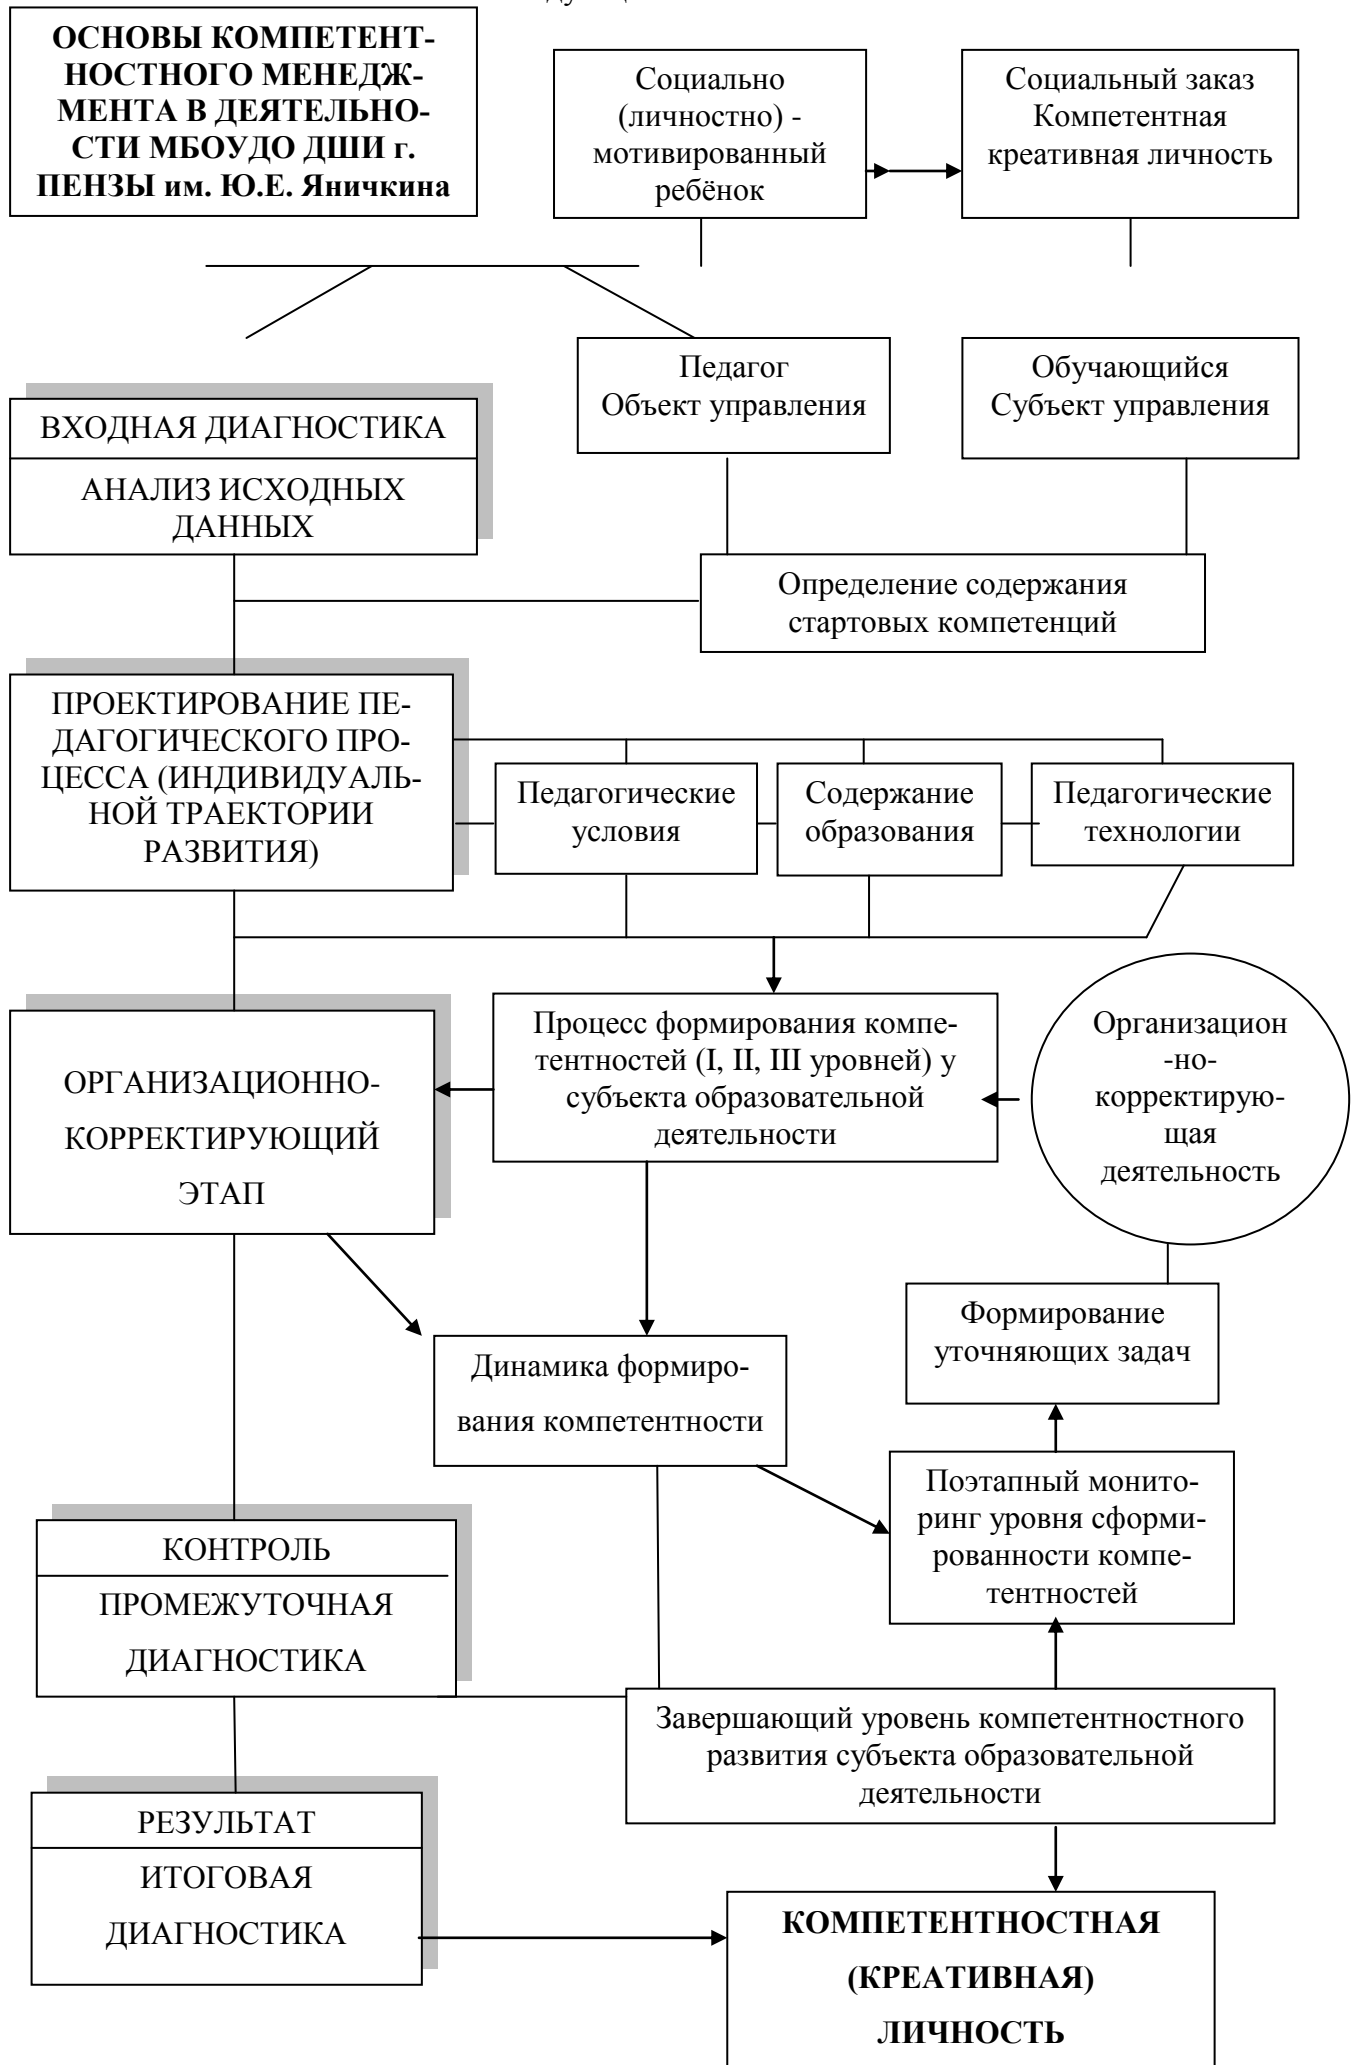 ОСНОВЫ КОМПЕТЕНТ-
НОСТНОГО МЕНЕДЖ-
МЕНТА В ДЕЯТЕЛЬНО-
СТИ МБОУДО ДШИ г.
ПЕНЗЫ им. Ю.Е. Яничкина
Социально
(личностно) -
мотивированный
ребёнок
Социальный заказ
Компетентная
креативная личность
Педагог
Объект управления
Обучающийся
Субъект управления
ВХОДНАЯ ДИАГНОСТИКА
АНАЛИЗ ИСХОДНЫХ
ДАННЫХ
Определение содержания
стартовых компетенций
ПРОЕКТИРОВАНИЕ ПЕ-
ДАГОГИЧЕСКОГО ПРО-
ЦЕССА (ИНДИВИДУАЛЬ-
НОЙ ТРАЕКТОРИИ
РАЗВИТИЯ)
Педагогические
условия
Содержание
образования
Педагогические
технологии
ОРГАНИЗАЦИОННО-
КОРРЕКТИРУЮЩИЙ
ЭТАП
Процесс формирования компе-
тентностей (I, II, III уровней) у
субъекта образовательной
деятельности
Организацион
-но-
корректирую-
щая
деятельность
Формирование
уточняющих задач
Динамика формиро-
вания компетентности
Поэтапный монито-
ринг уровня сформи-
рованности компе-
тентностей
КОНТРОЛЬ
ПРОМЕЖУТОЧНАЯ
ДИАГНОСТИКА
Завершающий уровень компетентностного
развития субъекта образовательной
деятельности
РЕЗУЛЬТАТ
ИТОГОВАЯ
ДИАГНОСТИКА
КОМПЕТЕНТНОСТНАЯ
(КРЕАТИВНАЯ)
ЛИЧНОСТЬ